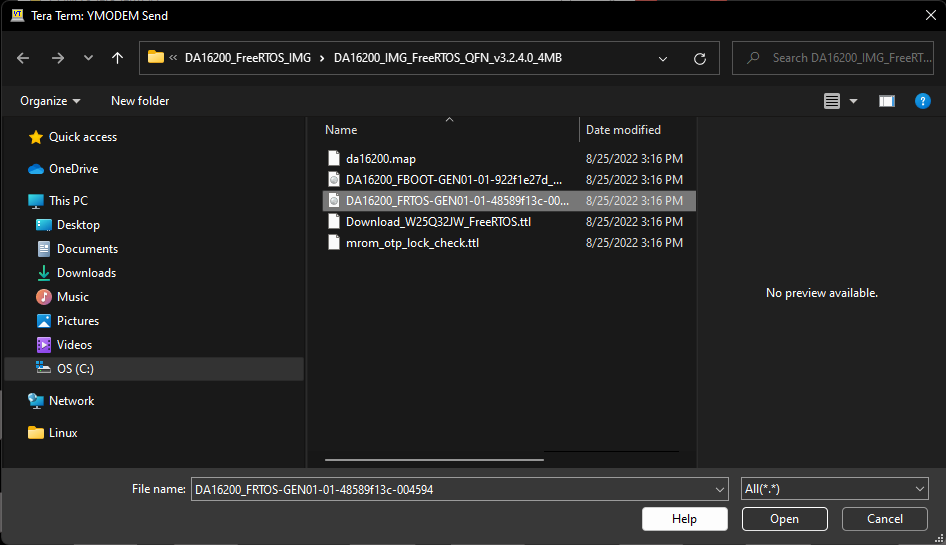 Tera Term: YMODEM Send
« DA16200_FreeRTOS_IMG › DA16200_IMG_FreeRTOS_QFN_v3.2.4.0_4MB
Search DA16200_IMG_FreeRT...
Organize New folder
Name Date modified
Quick access
OneDrive
This PC
Desktop
Documents
Downloads
Music
Pictures
Videos
OS (C:)
Network
Linux
da16200.map 8/25/2022 3:16 PM
DA16200_FBOOT-GEN01-01-922f1e27d_... 8/25/2022 3:16 PM
DA16200_FRTOS-GEN01-01-48589f13c-00... 8/25/2022 3:16 PM
Download_W25Q32JW_FreeRTOS.ttl 8/25/2022 3:16 PM
mrom_otp_lock_check.ttl 8/25/2022 3:16 PM
No preview available.
File name: DA16200_FRTOS-GEN01-01-48589f13c-004594 All(*.*)
Help Open Cancel